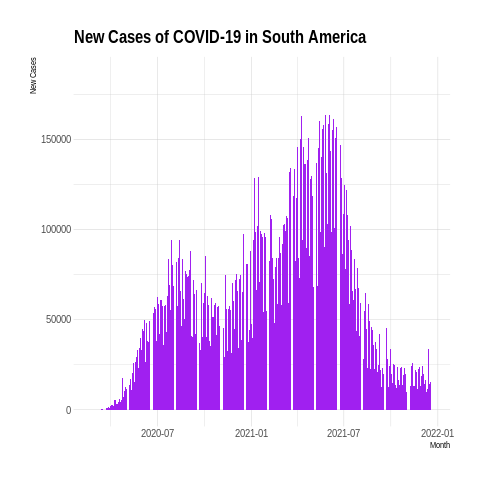 New Cases of COVID-19 in South America
New Cases
150000
100000
50000
0
2020-07
2021-01
2021-07
2022-01
Month